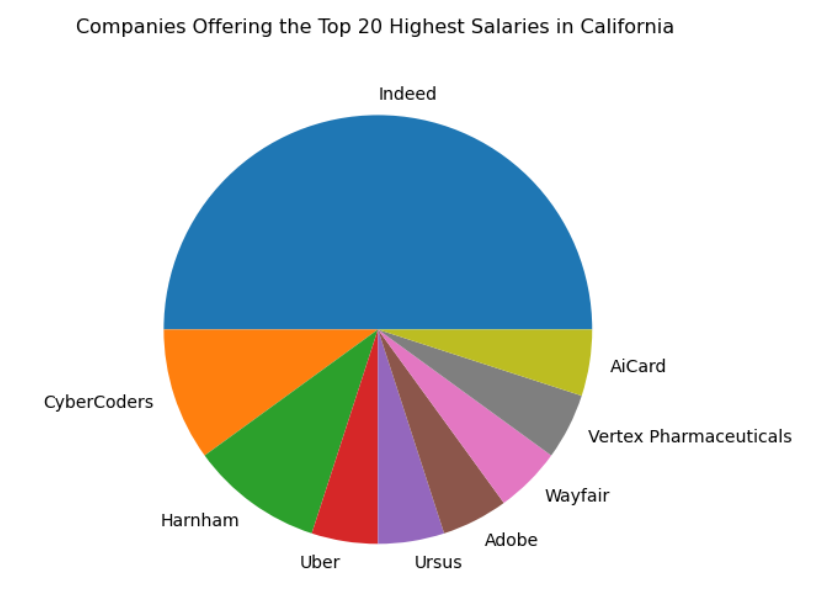 Companies Offering the Top 20 Highest Salaries in California
Indeed
CyberCoders
Harnham
Uber
Ursus
Adobe
Wayfair
Vertex Pharmaceuticals
AiCard